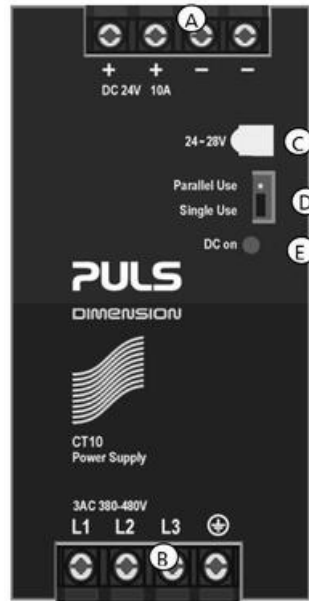 A
+ + − −
DC 24V 10A
24–28V
C
Parallel Use
D
Single Use
DC on
E
PULS
DIMENSION
CT10
Power Supply
3AC 380-480V
L1 L2 L3
B